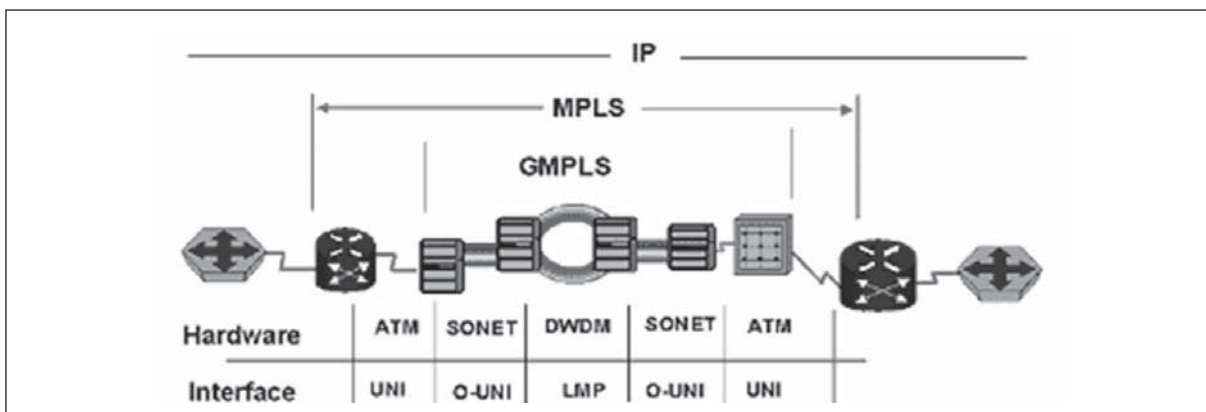 IP
MPLS
GMPLS
Hardware ATM SONET DWDM SONET ATM
Interface UNI O-UNI LMP O-UNI UNI